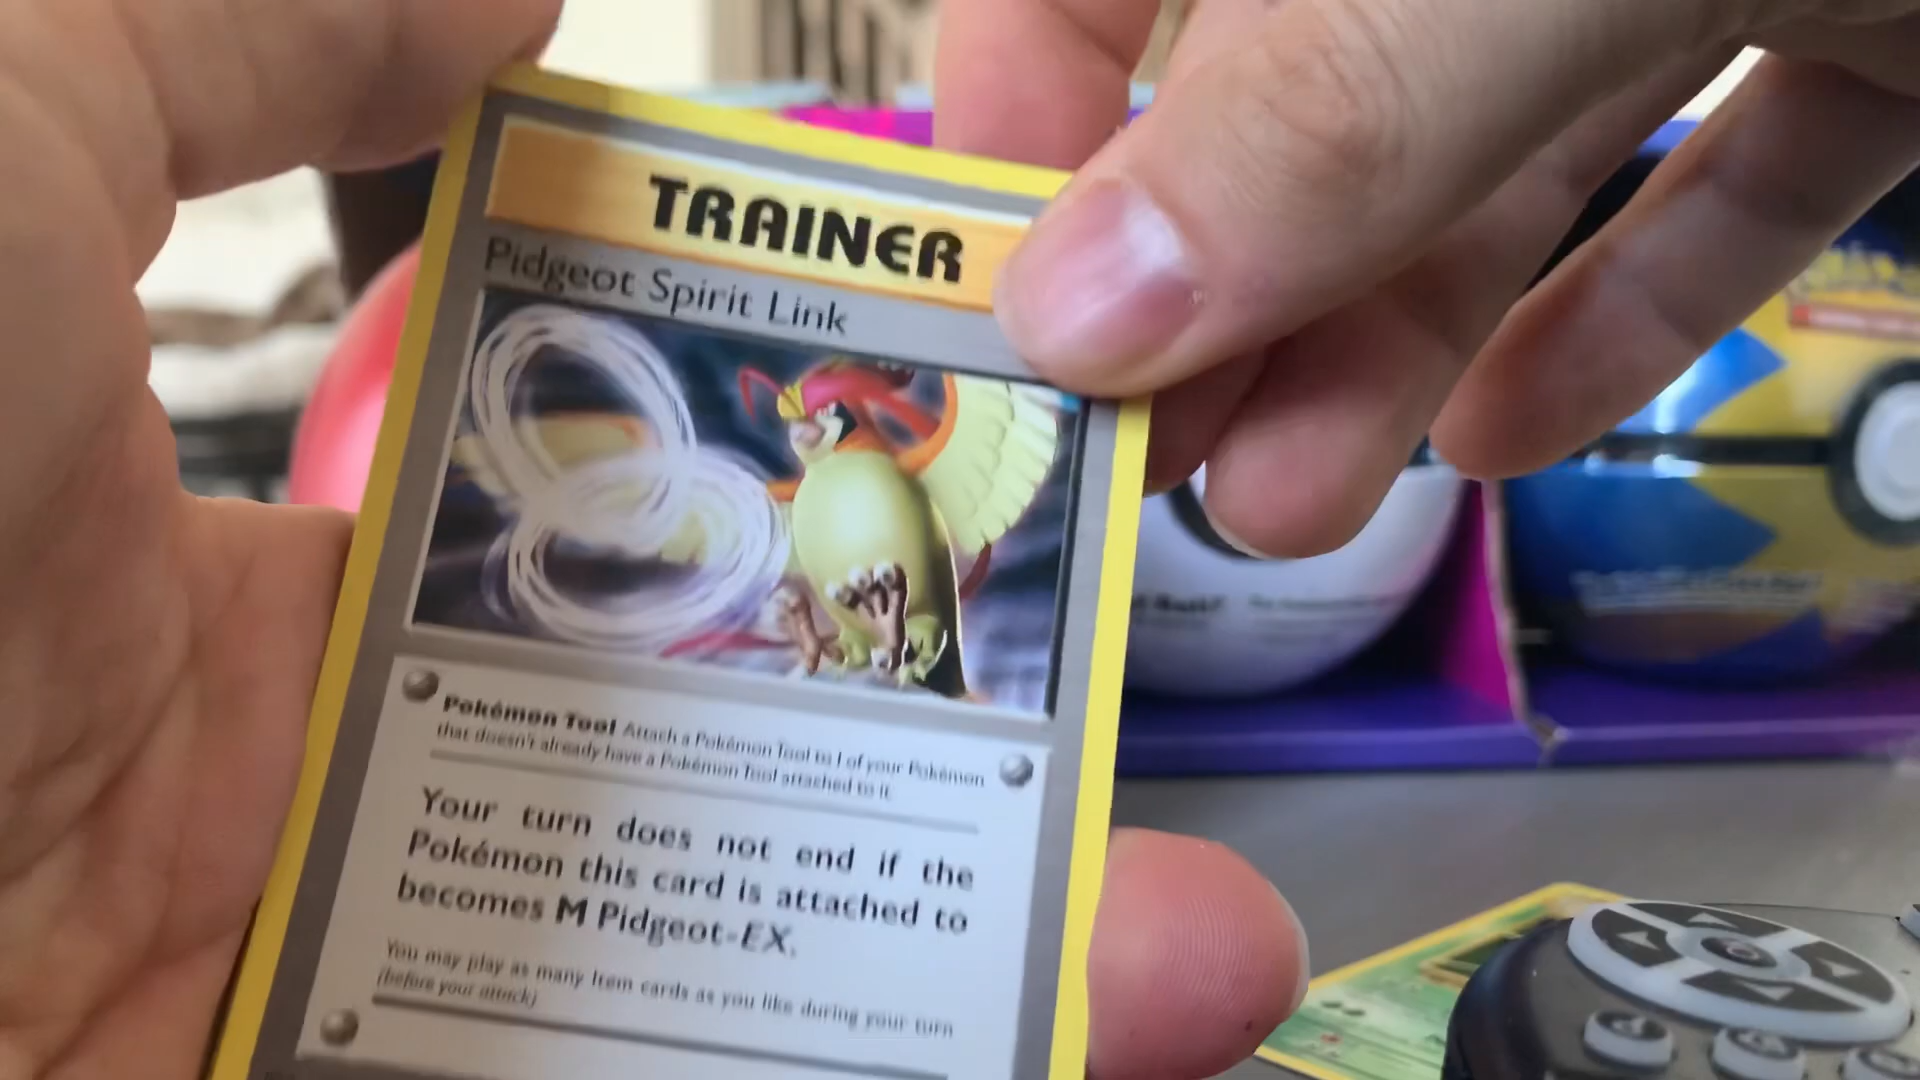 TRAINER
Pidgeot Spirit Link
Pokémon Tool Attach a Pokémon Tool to 1 of your Pokémon
that doesn't already have a Pokémon Tool attached to it.
Your turn does not end if the
Pokémon this card is attached to
becomes M Pidgeot-EX.
You may play as many Item cards as you like during your turn
(before your attack)